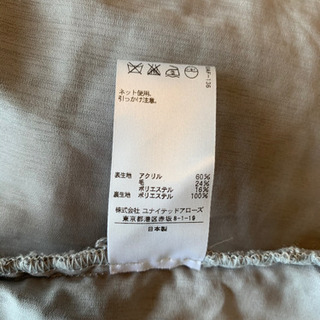 ネット使用。
引っかけ注意。
表生地 アクリル 60%
毛 24%
ポリエステル 16%
裏生地 ポリエステル 100%
株式会社 ユナイテッドアローズ
東京都港区赤坂8-1-19
日本製